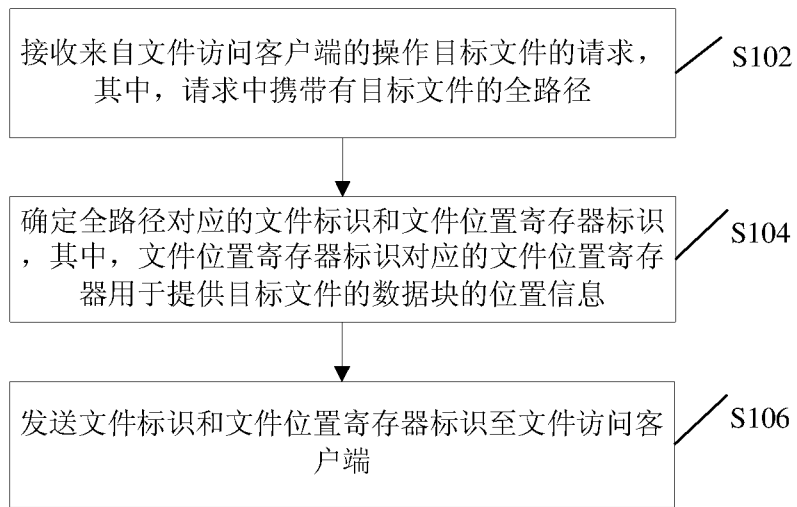 接收来自文件访问客户端的操作目标文件的请求，
其中，请求中携带有目标文件的全路径
S102
确定全路径对应的文件标识和文件位置寄存器标识
，其中，文件位置寄存器标识对应的文件位置寄存
器用于提供目标文件的数据块的位置信息
S104
发送文件标识和文件位置寄存器标识至文件访问客
户端
S106